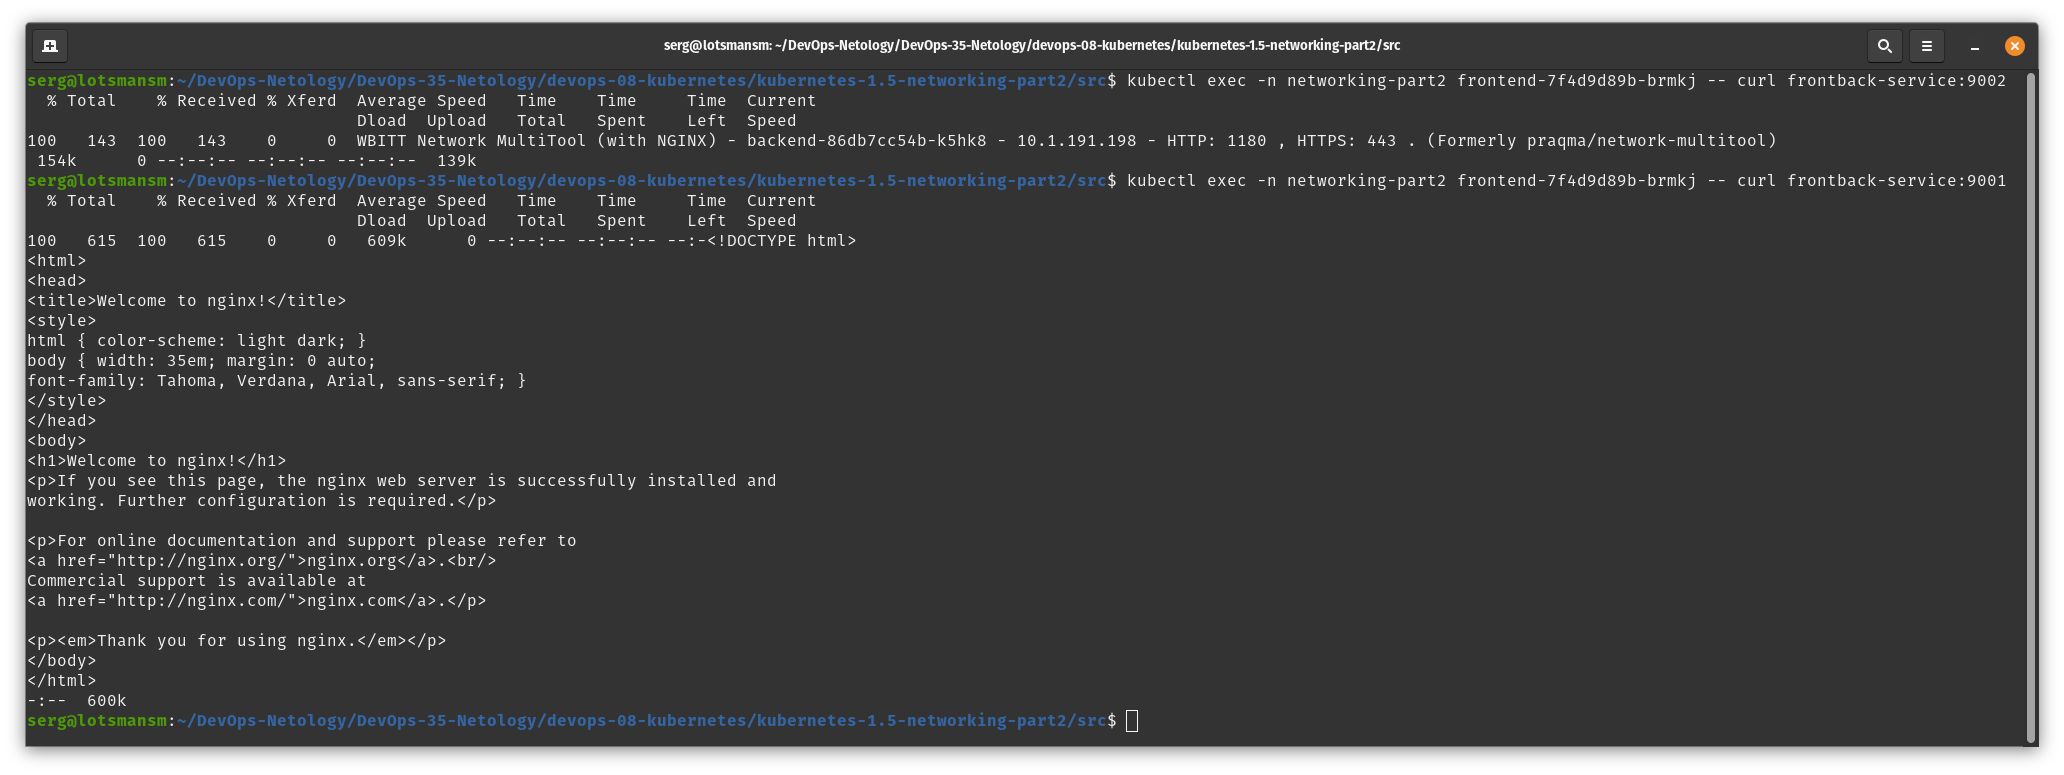 serg@lotsmansm: ~/DevOps-Netology/DevOps-35-Netology/devops-08-kubernetes/kubernetes-1.5-networking-part2/src
serg@lotsmansm:~/DevOps-Netology/DevOps-35-Netology/devops-08-kubernetes/kubernetes-1.5-networking-part2/src$ kubectl exec -n networking-part2 frontend-7f4d9d89b-brmkj -- curl frontback-service:9002
  % Total    % Received % Xferd  Average Speed   Time    Time     Time  Current
                                 Dload  Upload   Total   Spent    Left  Speed
100   143  100   143    0     0  WBITT Network MultiTool (with NGINX) - backend-86db7cc54b-k5hk8 - 10.1.191.198 - HTTP: 1180 , HTTPS: 443 . (Formerly praqma/network-multitool)
 154k      0 --:--:-- --:--:-- --:--:--  139k
serg@lotsmansm:~/DevOps-Netology/DevOps-35-Netology/devops-08-kubernetes/kubernetes-1.5-networking-part2/src$ kubectl exec -n networking-part2 frontend-7f4d9d89b-brmkj -- curl frontback-service:9001
  % Total    % Received % Xferd  Average Speed   Time    Time     Time  Current
                                 Dload  Upload   Total   Spent    Left  Speed
100   615  100   615    0     0   609k      0 --:--:-- --:--:-- --:-<!DOCTYPE html>
<html>
<head>
<title>Welcome to nginx!</title>
<style>
html { color-scheme: light dark; }
body { width: 35em; margin: 0 auto;
font-family: Tahoma, Verdana, Arial, sans-serif; }
</style>
</head>
<body>
<h1>Welcome to nginx!</h1>
<p>If you see this page, the nginx web server is successfully installed and
working. Further configuration is required.</p>

<p>For online documentation and support please refer to
<a href="http://nginx.org/">nginx.org</a>.<br/>
Commercial support is available at
<a href="http://nginx.com/">nginx.com</a>.</p>

<p><em>Thank you for using nginx.</em></p>
</body>
</html>
-:--  600k
serg@lotsmansm:~/DevOps-Netology/DevOps-35-Netology/devops-08-kubernetes/kubernetes-1.5-networking-part2/src$